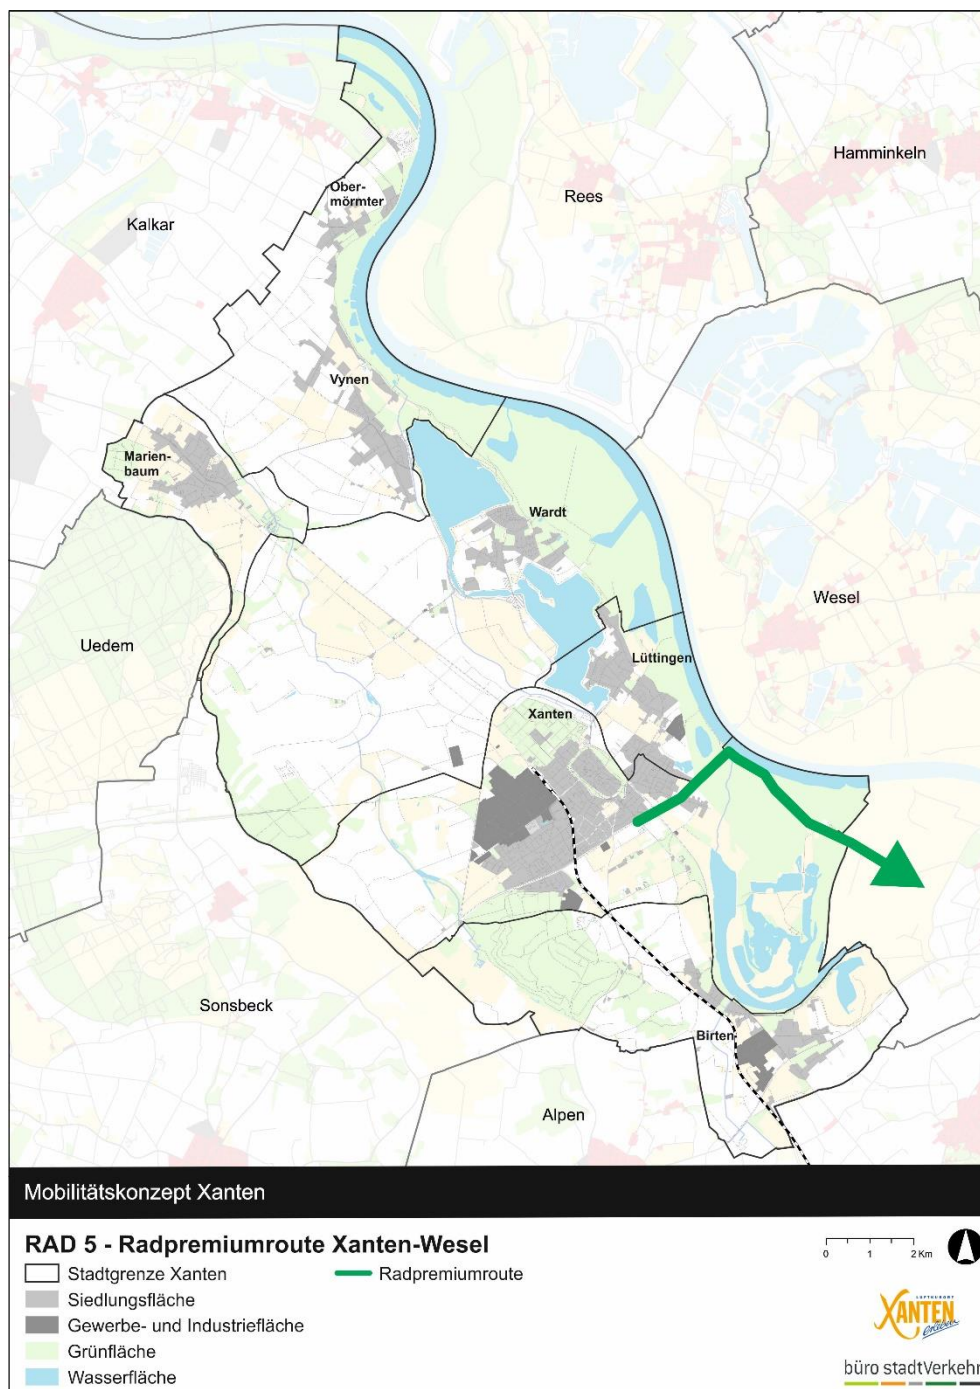 Hamminkeln
Rees
Ober-
mörmter
Kalkar
Vynen
Marien-
baum
Wardt
Wesel
Uedem
Lüttingen
Xanten
Sonsbeck
Birten
Alpen
Mobilitätskonzept Xanten
RAD 5 - Radpremiumroute Xanten-Wesel
Stadtgrenze Xanten
Radpremiumroute
Siedlungsfläche
Gewerbe- und Industriefläche
Grünfläche
Wasserfläche
0 1 2 Km
LUFTKURORT
XANTEN
erleben
büro stadtVerkehr